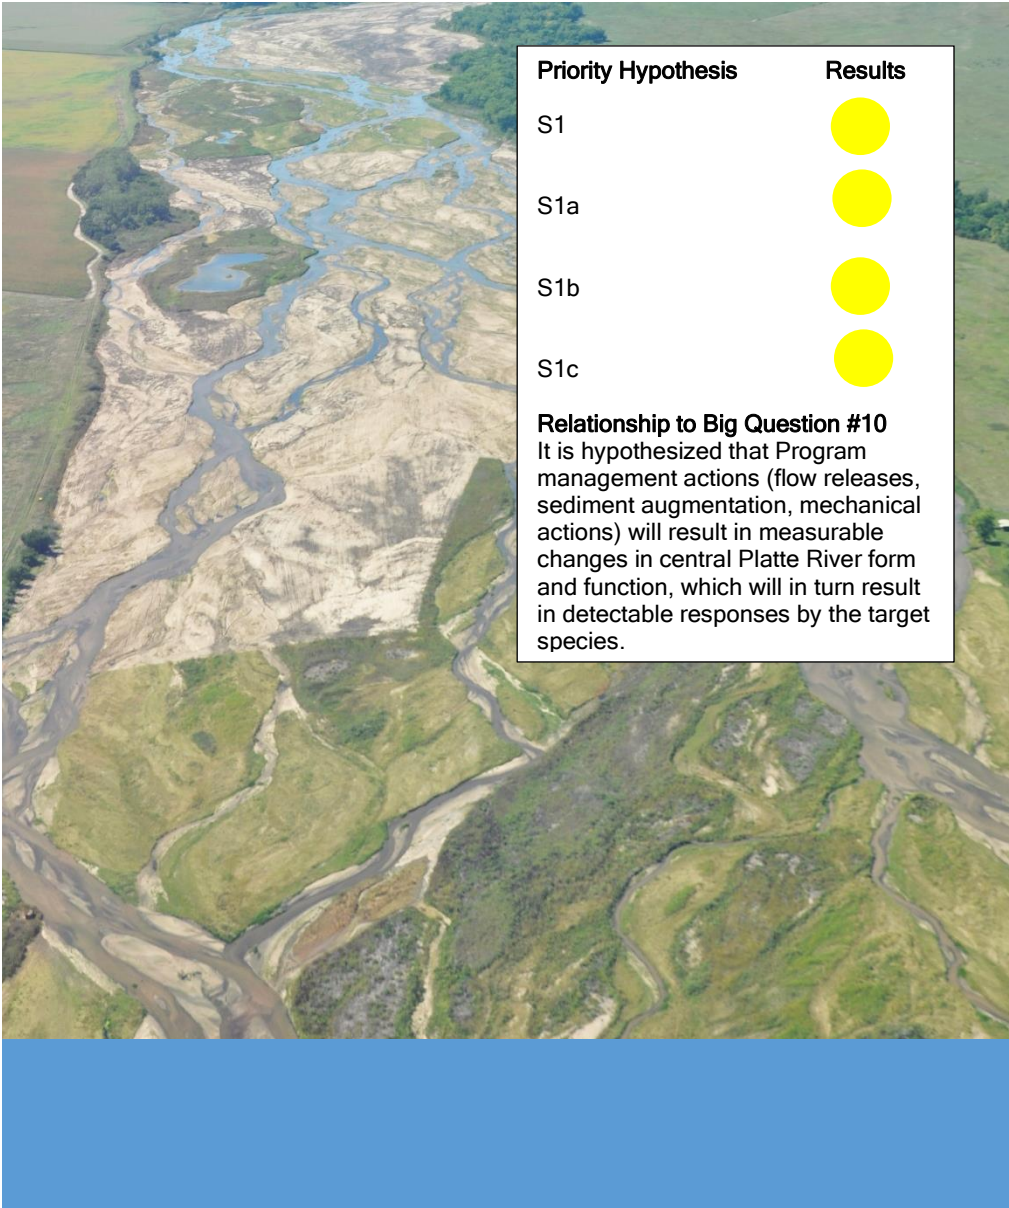 Priority Hypothesis Results
S1
S1a
S1b
S1c
Relationship to Big Question #10
It is hypothesized that Program
management actions (flow releases,
sediment augmentation, mechanical
actions) will result in measurable
changes in central Platte River form
and function, which will in turn result
in detectable responses by the target
species.